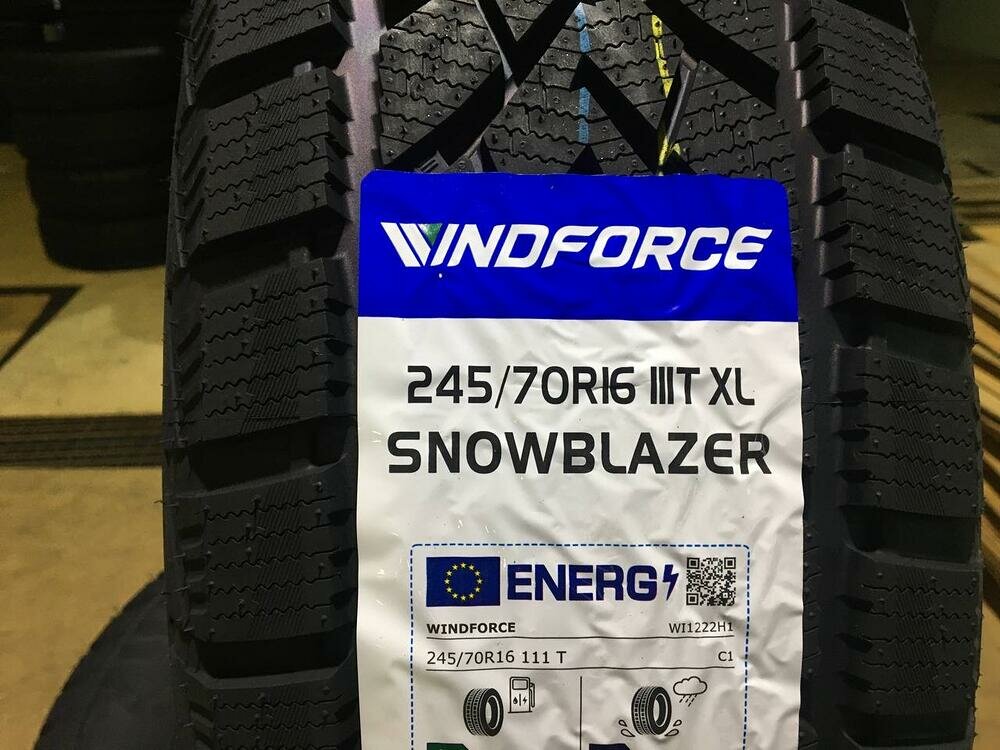 WINDFORCE
245/70R16 111T XL
SNOWBLAZER
ENERG
WINDFORCE WI1222H1
245/70R16 111 T C1